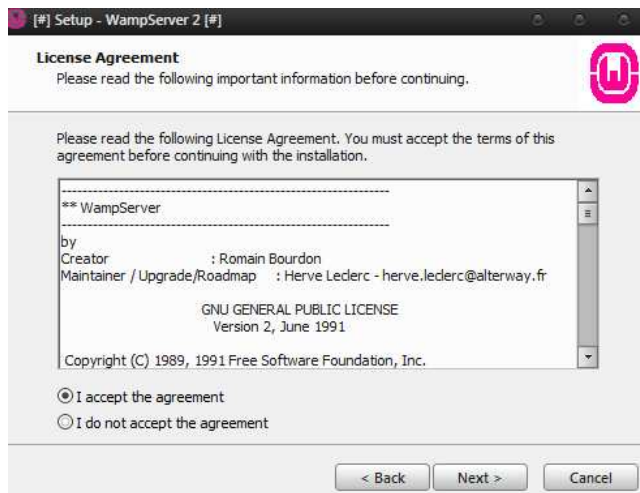 [#] Setup - WampServer 2 [#]
License Agreement
Please read the following important information before continuing.
Please read the following License Agreement. You must accept the terms of this
agreement before continuing with the installation.
------------------------------------------------------------------
** WampServer
------------------------------------------------------------------
by
Creator : Romain Bourdon
Maintainer / Upgrade/Roadmap : Herve Leclerc - herve.leclerc@alterway.fr
GNU GENERAL PUBLIC LICENSE
Version 2, June 1991
Copyright (C) 1989, 1991 Free Software Foundation, Inc.
I accept the agreement
I do not accept the agreement
< Back Next > Cancel